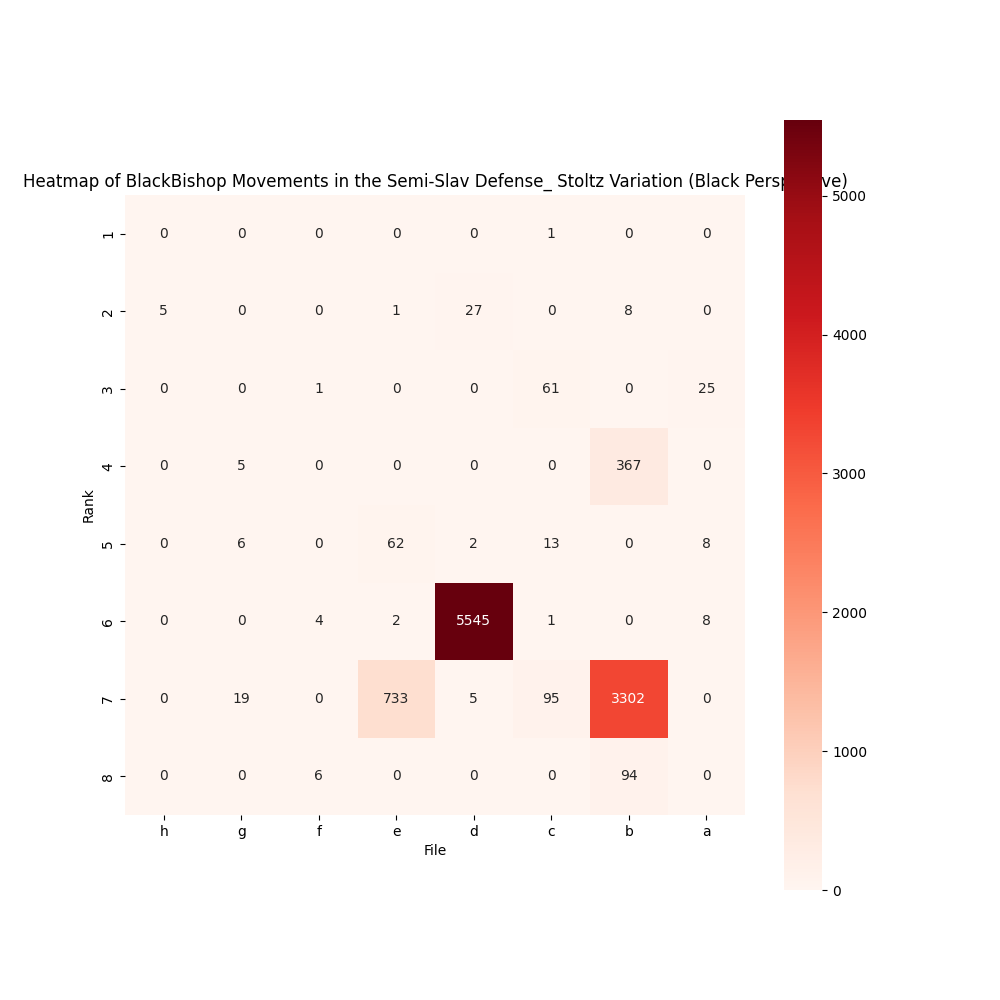 Heatmap of BlackBishop Movements in the Semi-Slav Defense_ Stoltz Variation (Black Perspective)
5000
1 0 0 0 0 0 1 0 0
2 5 0 0 1 27 0 8 0
4000
3 0 0 1 0 0 61 0 25
3000
4 0 5 0 0 0 0 367 0
Rank
5 0 6 0 62 2 13 0 8
2000
6 0 0 4 2 5545 1 0 8
7 0 19 0 733 5 95 3302 0
1000
8 0 0 6 0 0 0 94 0
h g f e d c b a
File
0